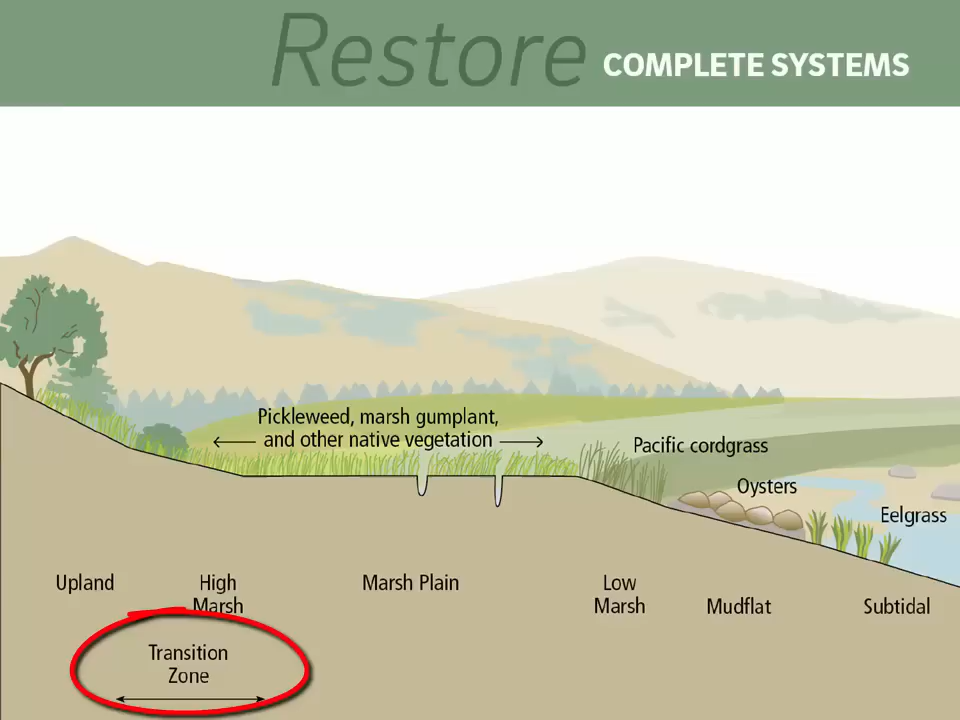 Restore COMPLETE SYSTEMS
Pickleweed, marsh gumplant,
and other native vegetation
Pacific cordgrass
Oysters
Eelgrass
Upland
High
Marsh
Marsh Plain
Low
Marsh
Mudflat
Subtidal
Transition
Zone